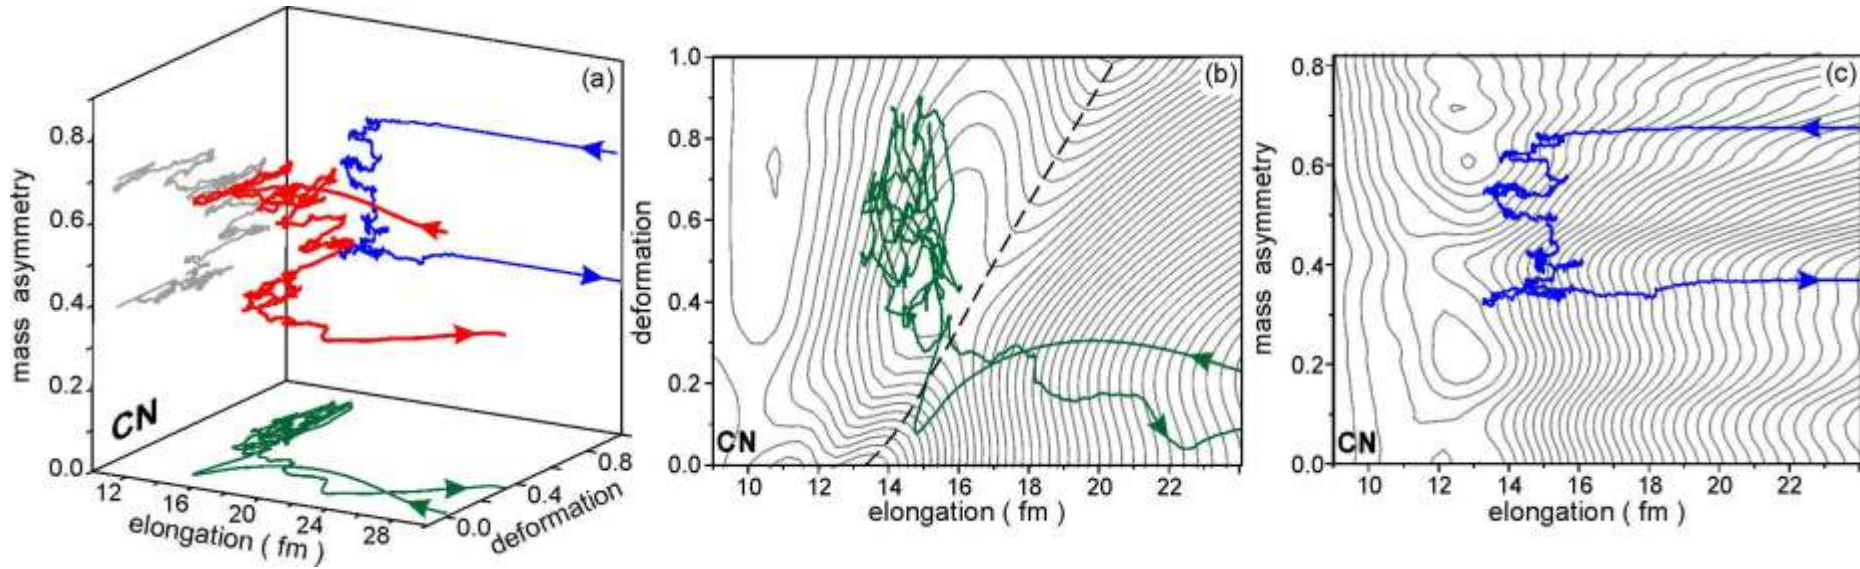 (a)
mass asymmetry
0.8
0.6
0.4
0.2
0.0
CN
12
16
20
24
28
elongation ( fm )
0.0
0.4
0.8
deformation
(b)
deformation
1.0
0.8
0.6
0.4
0.2
0.0
CN
10
12
14
16
18
20
22
elongation ( fm )
(c)
mass asymmetry
0.8
0.6
0.4
0.2
0.0
CN
10
12
14
16
18
20
22
elongation ( fm )